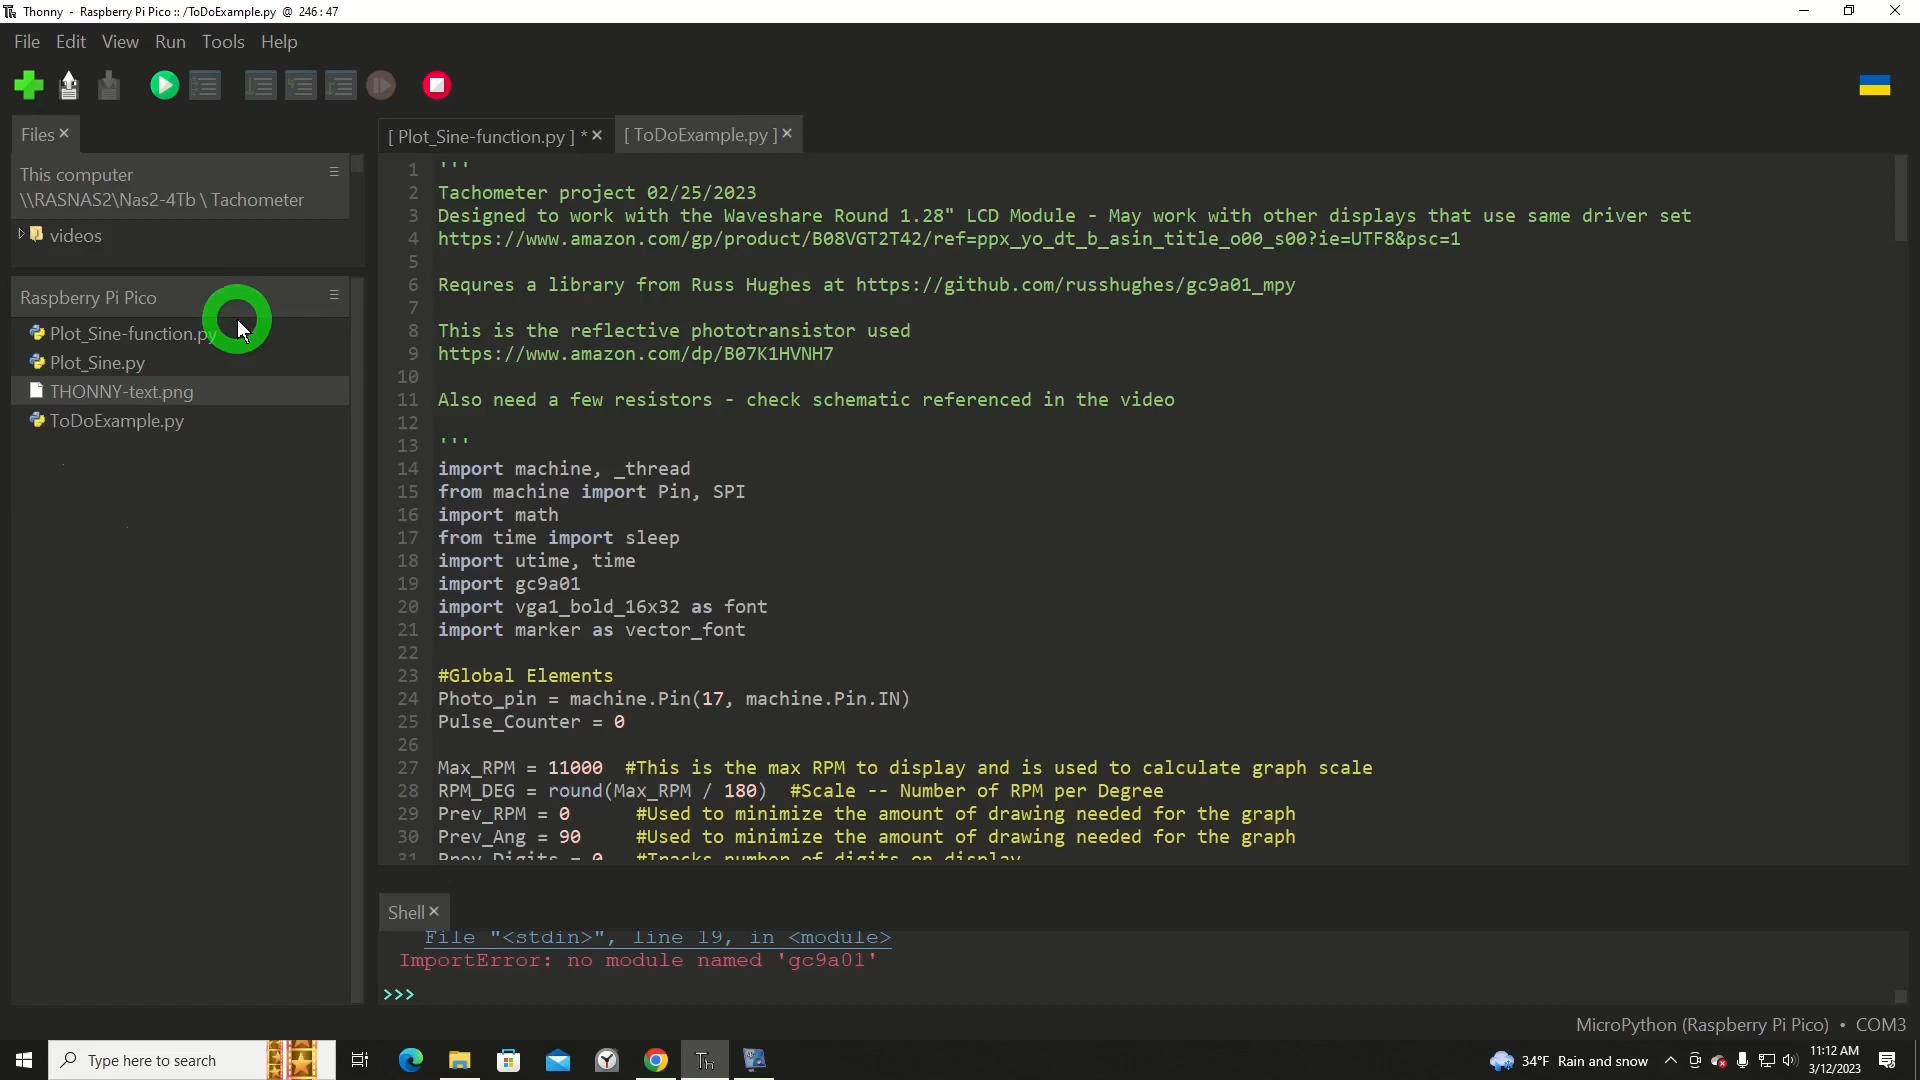 Thonny - Raspberry Pi Pico :: /ToDoExample.py @ 246 : 47
File Edit View Run Tools Help
Files
This computer
\\RASNAS2\Nas2-4Tb \ Tachometer
videos
Raspberry Pi Pico
Plot_Sine-function.py
Plot_Sine.py
THONNY-text.png
ToDoExample.py
[ Plot_Sine-function.py ] * [ ToDoExample.py ]
1 '''
2 Tachometer project 02/25/2023
3 Designed to work with the Waveshare Round 1.28" LCD Module - May work with other displays that use same driver set
4 https://www.amazon.com/gp/product/B08VGT2T42/ref=ppx_yo_dt_b_asin_title_o00_s00?ie=UTF8&psc=1
5
6 Requres a library from Russ Hughes at https://github.com/russhughes/gc9a01_mpy
7
8 This is the reflective phototransistor used
9 https://www.amazon.com/dp/B07K1HVNH7
10
11 Also need a few resistors - check schematic referenced in the video
12
13 '''
14 import machine, _thread
15 from machine import Pin, SPI
16 import math
17 from time import sleep
18 import utime, time
19 import gc9a01
20 import vga1_bold_16x32 as font
21 import marker as vector_font
22
23 #Global Elements
24 Photo_pin = machine.Pin(17, machine.Pin.IN)
25 Pulse_Counter = 0
26
27 Max_RPM = 11000 #This is the max RPM to display and is used to calculate graph scale
28 RPM_DEG = round(Max_RPM / 180) #Scale -- Number of RPM per Degree
29 Prev_RPM = 0 #Used to minimize the amount of drawing needed for the graph
30 Prev_Ang = 90 #Used to minimize the amount of drawing needed for the graph
31 Prev_Digits = 0 #Tracks number of digits on display
Shell
File "<stdin>", line 19, in <module>
ImportError: no module named 'gc9a01'
>>>
MicroPython (Raspberry Pi Pico) • COM3
Type here to search
Th
34°F Rain and snow
11:12 AM
3/12/2023